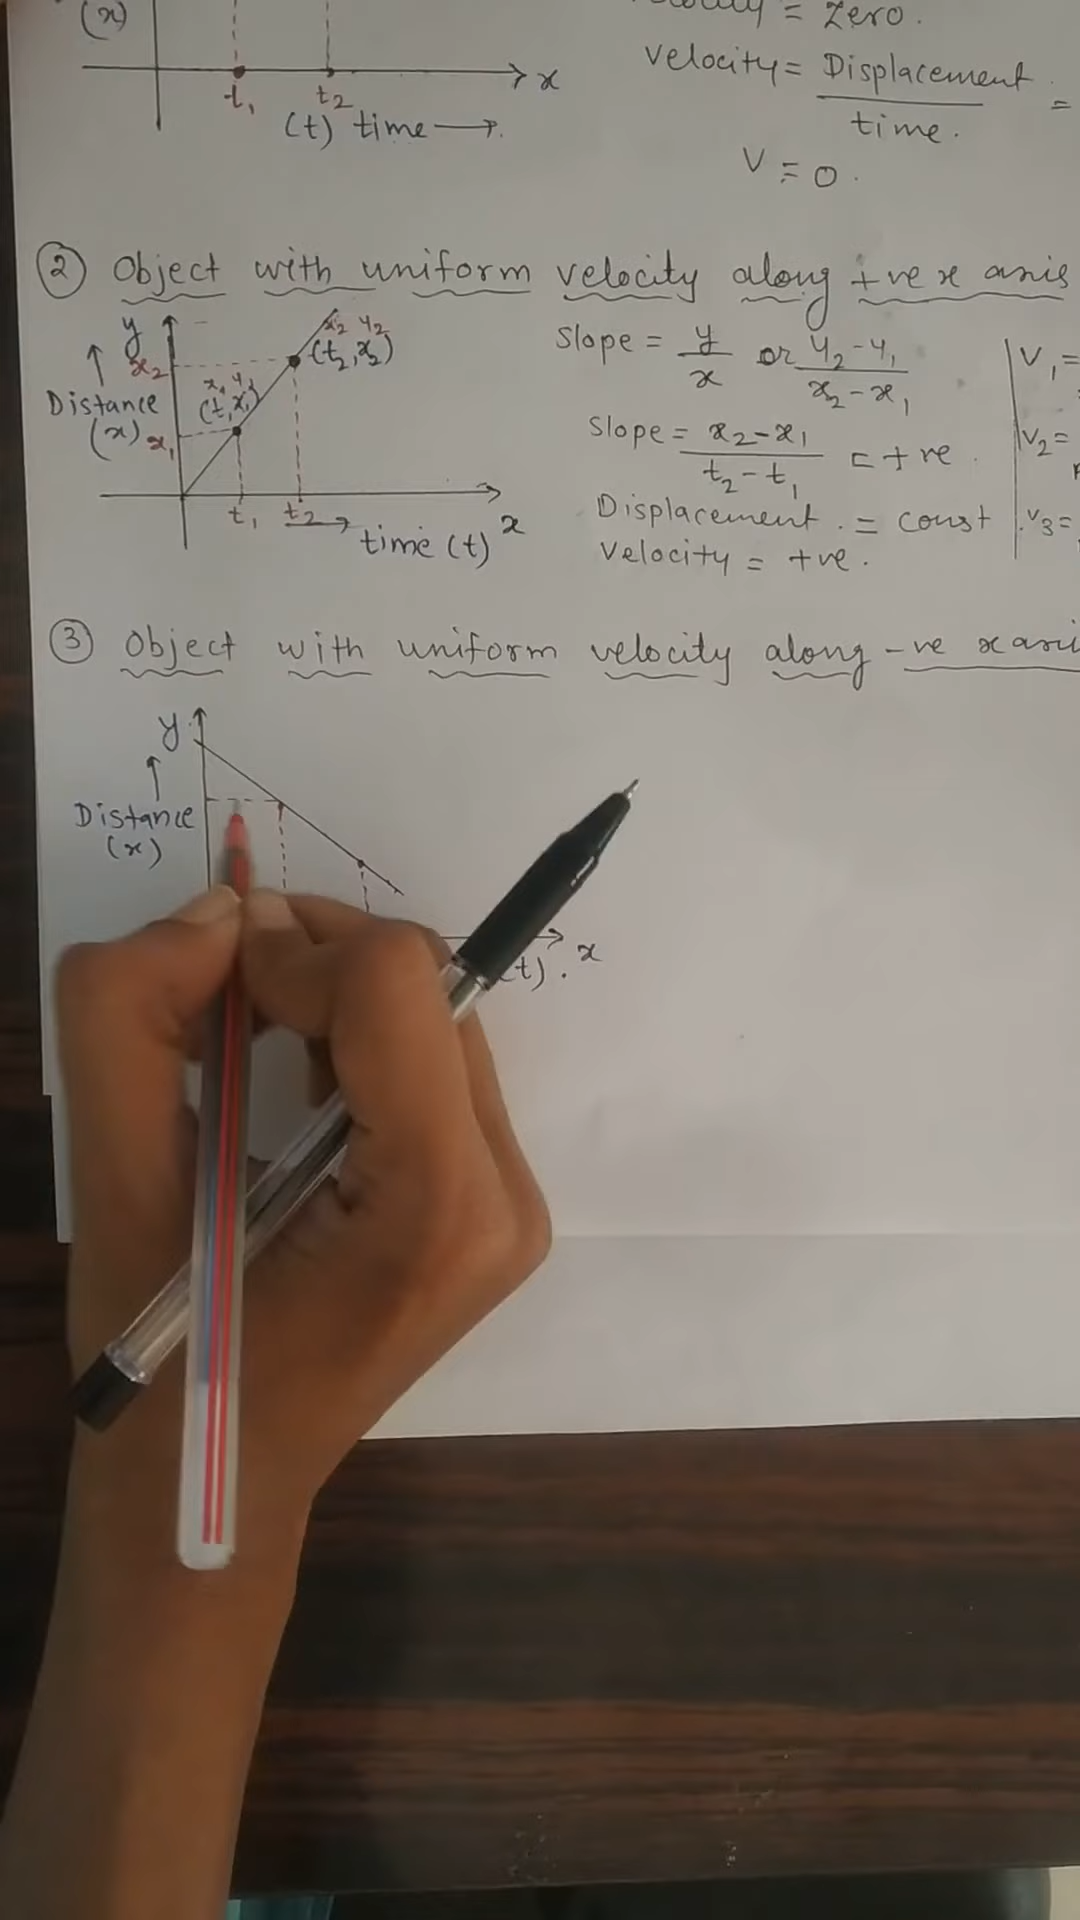 (x)
= zero.
x
t1 t2
(t) time →.
Velocity = Displacement =
time.
V = 0.
② Object with uniform velocity along +ve x axis
y
x2 y2
(t2, x2)
x2
x1 y1
(t1, x1)
Distance
(x)
x1
t1 t2
time (t) x
Slope = y/x or y2-y1/x2-x1
Slope = x2-x1/t2-t1 = +ve.
Displacement. = const
Velocity = +ve.
V1 =
V2 =
V3 =
③ Object with uniform velocity along -ve x axis
y
Distance
(x)
(t). x